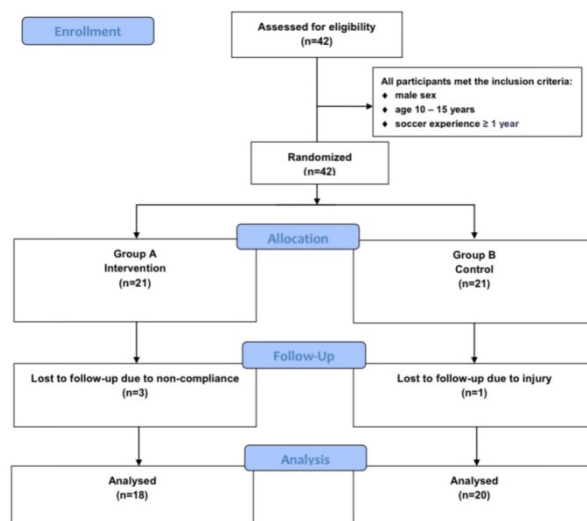 Enrollment
Assessed for eligibility
(n=42)
All participants met the inclusion criteria:
♦ male sex
♦ age 10 – 15 years
♦ soccer experience ≥ 1 year
Randomized
(n=42)
Allocation
Group A
Intervention
(n=21)
Group B
Control
(n=21)
Follow-Up
Lost to follow-up due to non-compliance
(n=3)
Lost to follow-up due to injury
(n=1)
Analysis
Analysed
(n=18)
Analysed
(n=20)